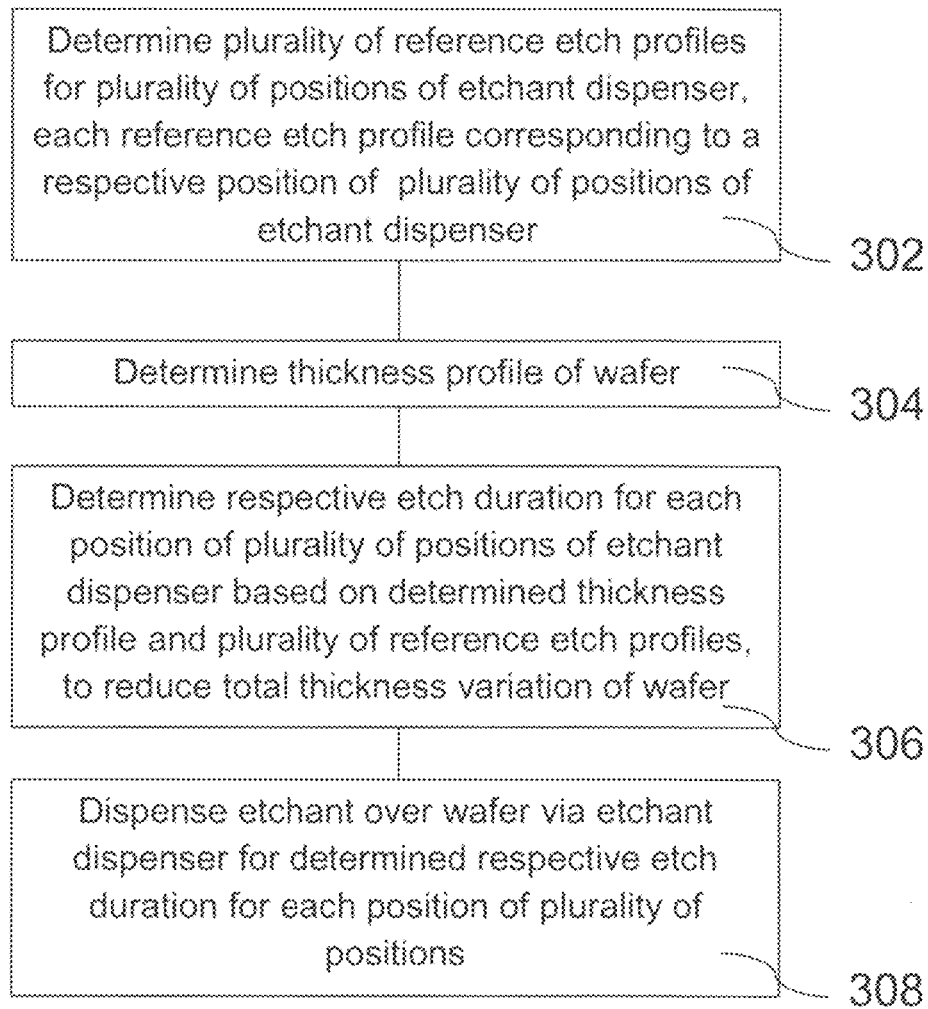 Determine plurality of reference etch profiles
for plurality of positions of etchant dispenser,
each reference etch profile corresponding to a
respective position of plurality of positions of
etchant dispenser
302
Determine thickness profile of wafer
304
Determine respective etch duration for each
position of plurality of positions of etchant
dispenser based on determined thickness
profile and plurality of reference etch profiles,
to reduce total thickness variation of wafer
306
Dispense etchant over wafer via etchant
dispenser for determined respective etch
duration for each position of plurality of
positions
308